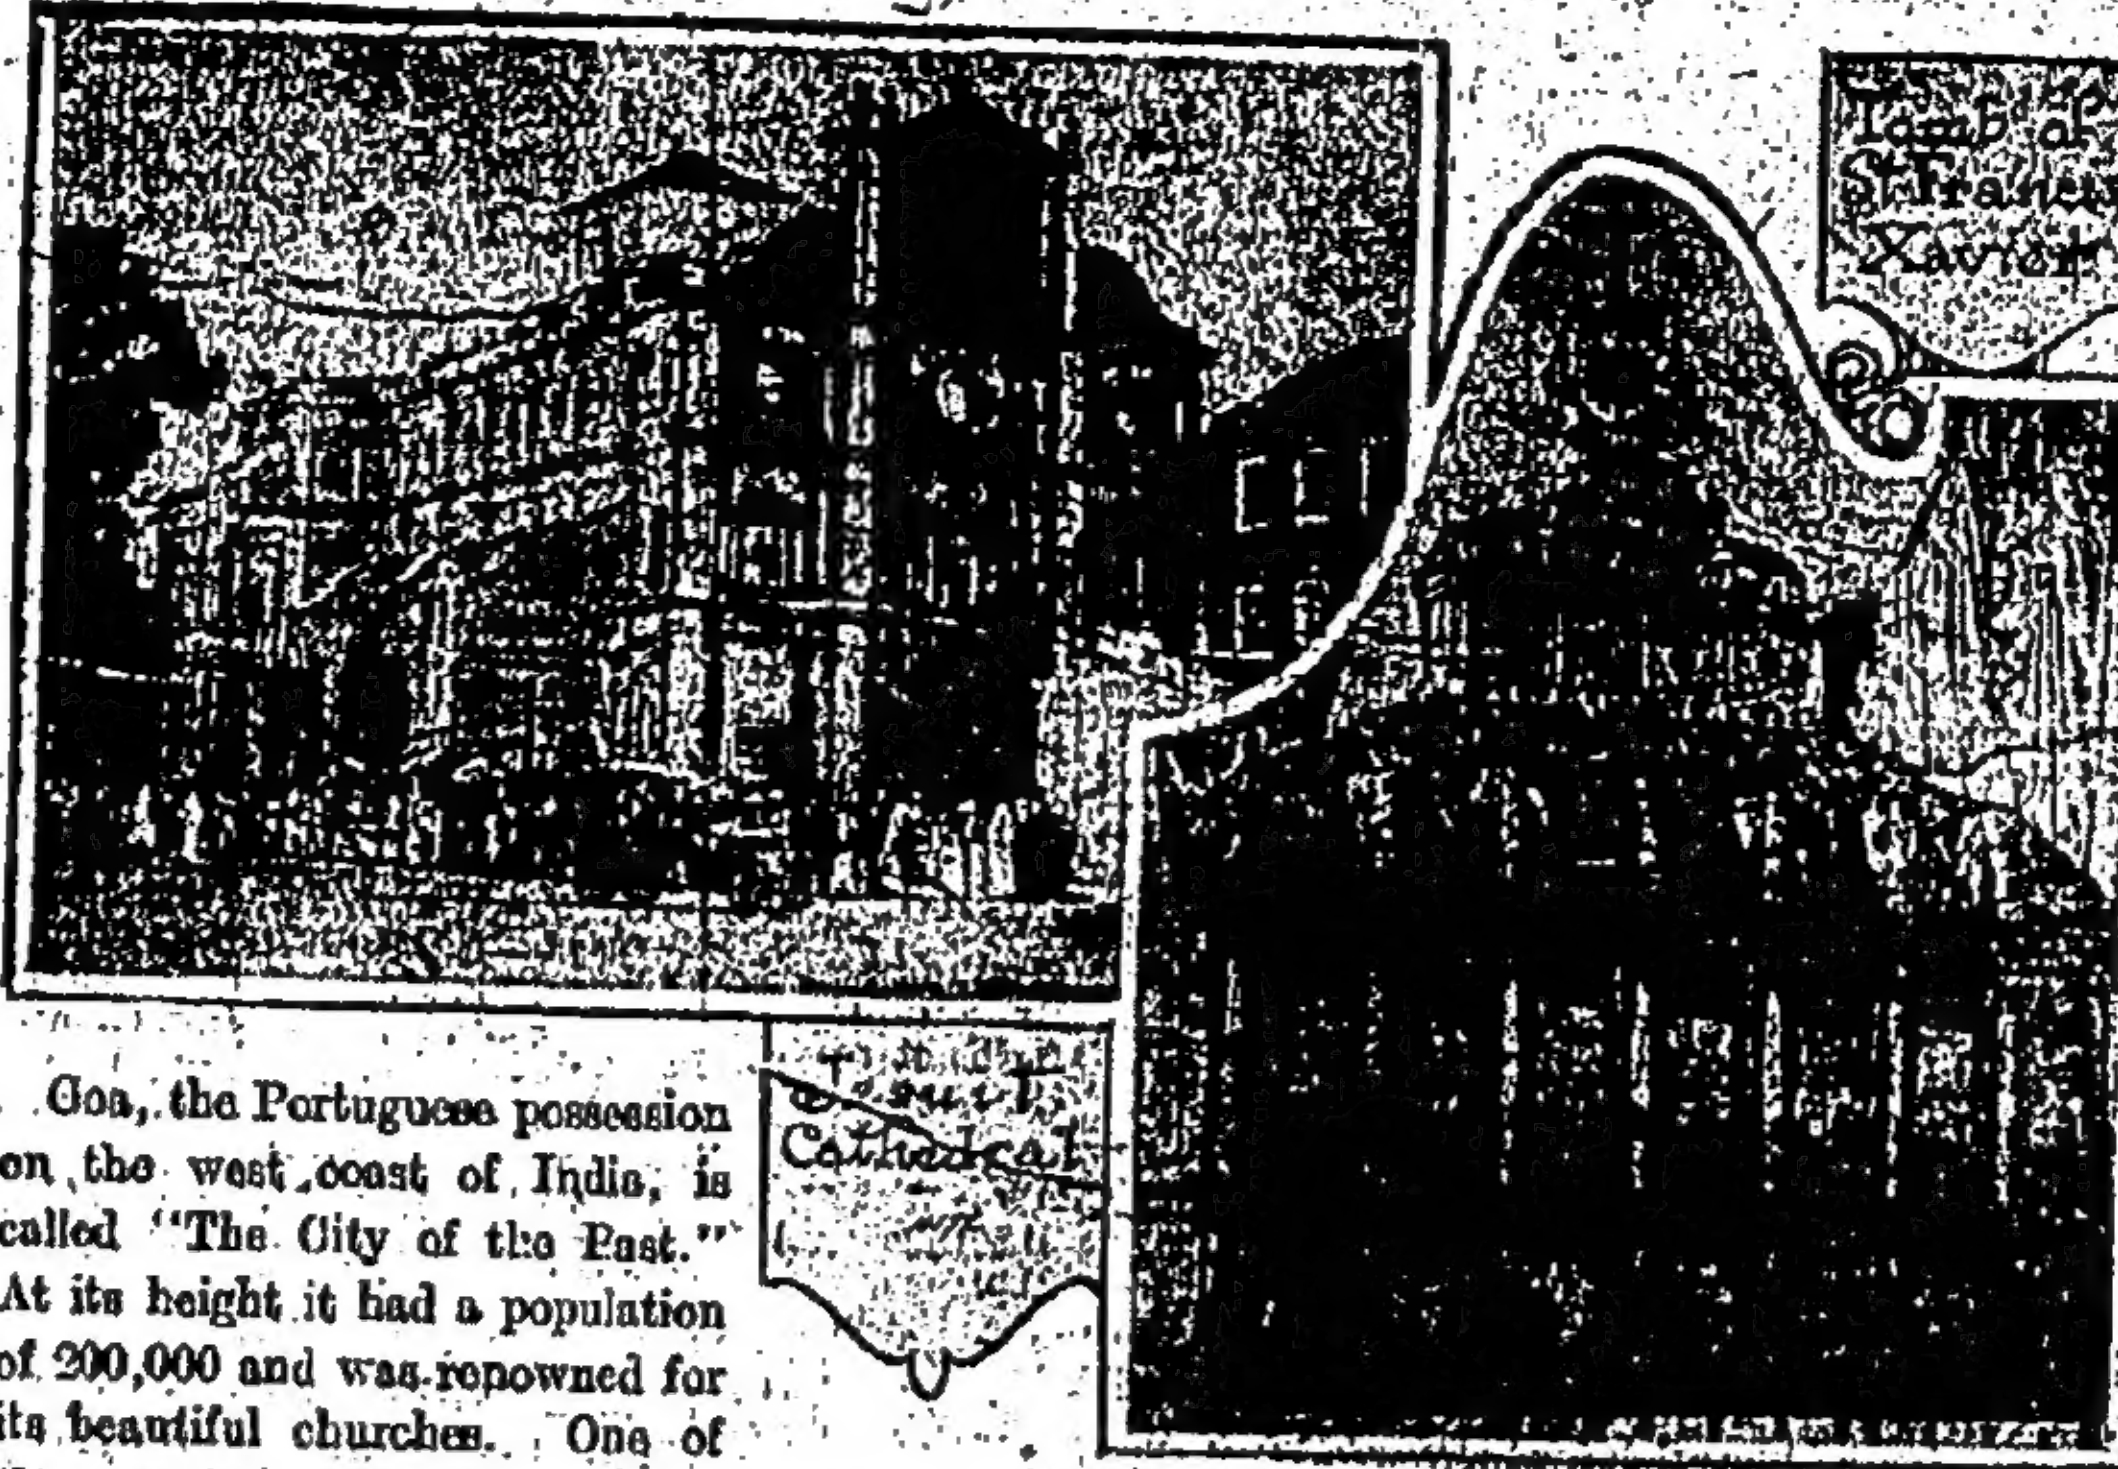 Tomb of
St Francis
Xavier
Jesuit
Cathedral
Goa, the Portuguese possession
on the west coast of India, is
called "The City of the Past."
At its height it had a population
of 200,000 and was renowned for
its beautiful churches. One of